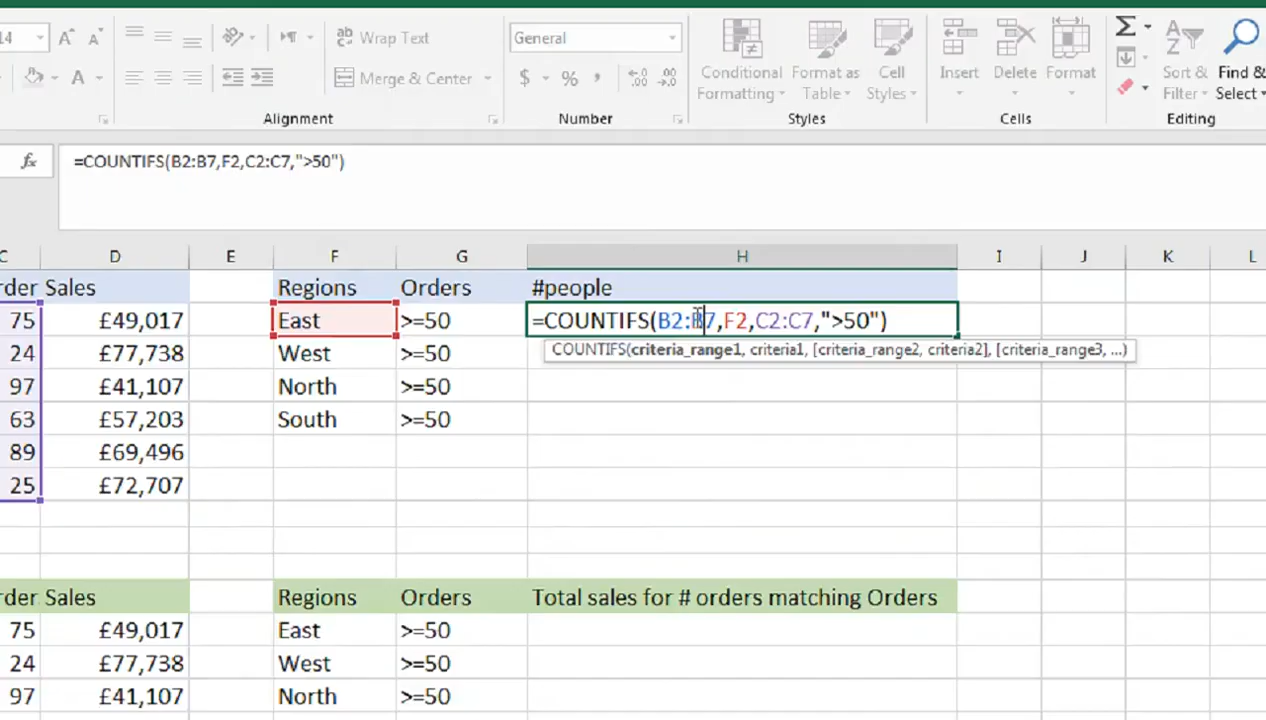 14
ab Wrap Text
General
Merge & Center
$ % ,
Conditional Formatting
Format as Table
Cell Styles
Insert
Delete
Format
Sort & Filter
Find & Select
Alignment
Number
Styles
Cells
Editing
fx =COUNTIFS(B2:B7,F2,C2:C7,">50")
C D E F G H I J K L
rder Sales Regions Orders #people
75 £49,017 East >=50 =COUNTIFS(B2:B7,F2,C2:C7,">50")
24 £77,738 West >=50 COUNTIFS(criteria_range1, criteria1, [criteria_range2, criteria2], [criteria_range3, ...)
97 £41,107 North >=50
63 £57,203 South >=50
89 £69,496
25 £72,707
rder Sales Regions Orders Total sales for # orders matching Orders
75 £49,017 East >=50
24 £77,738 West >=50
97 £41,107 North >=50